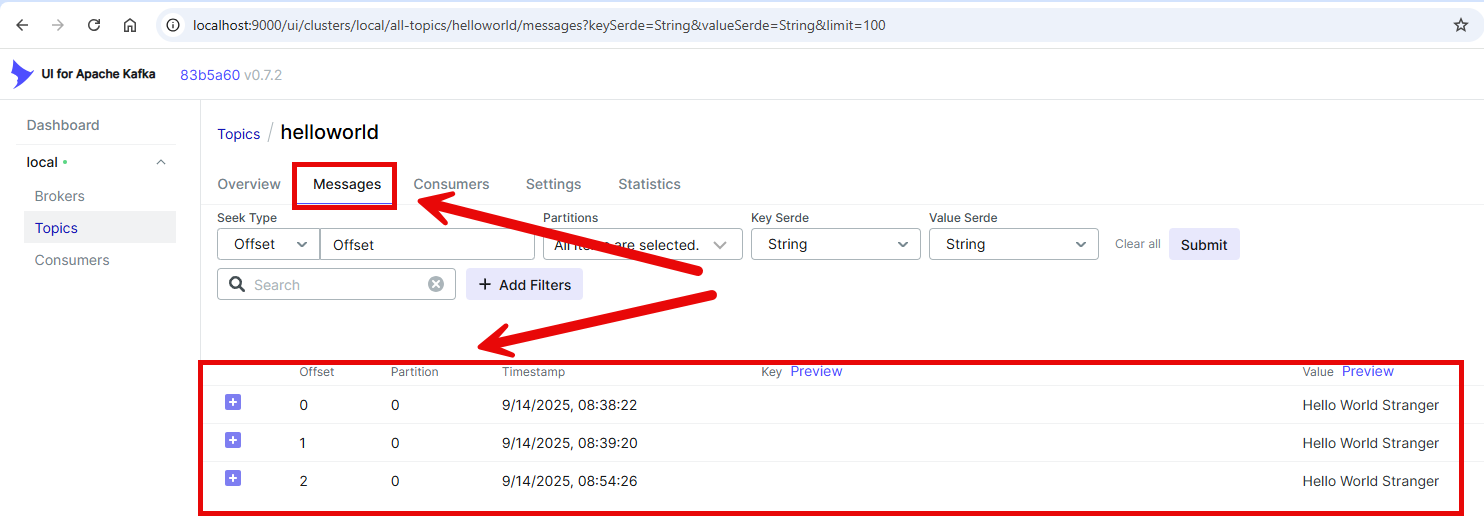 localhost:9000/ui/clusters/local/all-topics/helloworld/messages?keySerde=String&valueSerde=String&limit=100
UI for Apache Kafka 83b5a60 v0.7.2
Dashboard
local
Brokers
Topics
Consumers
Topics / helloworld
Overview Messages Consumers Settings Statistics
Seek Type Partitions Key Serde Value Serde
Offset Offset All items are selected. String String Clear all Submit
Search + Add Filters
Offset Partition Timestamp Key Preview Value Preview
0 0 9/14/2025, 08:38:22 Hello World Stranger
1 0 9/14/2025, 08:39:20 Hello World Stranger
2 0 9/14/2025, 08:54:26 Hello World Stranger